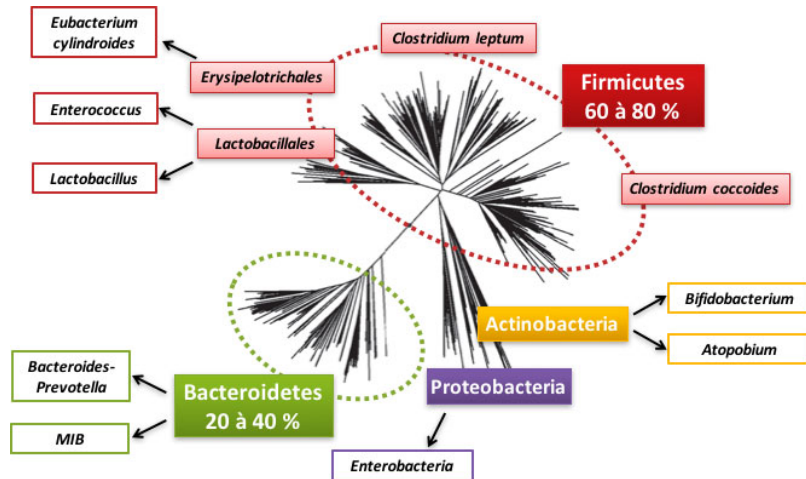 Eubacterium
cylindroides
Clostridium leptum
Erysipelotrichales
Firmicutes
60 à 80 %
Enterococcus
Lactobacillales
Lactobacillus
Clostridium coccoides
Bifidobacterium
Actinobacteria
Atopobium
Bacteroides-
Prevotella
Bacteroidetes
20 à 40 %
Proteobacteria
MIB
Enterobacteria